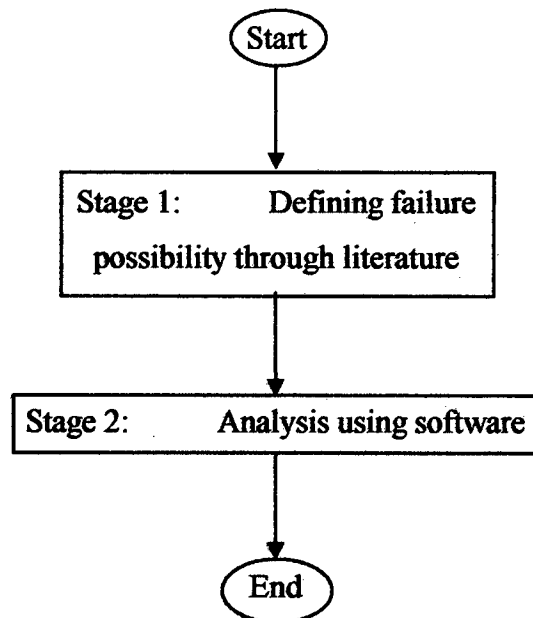 Start
Stage 1: Defining failure
possibility through literature
Stage 2: Analysis using software
End